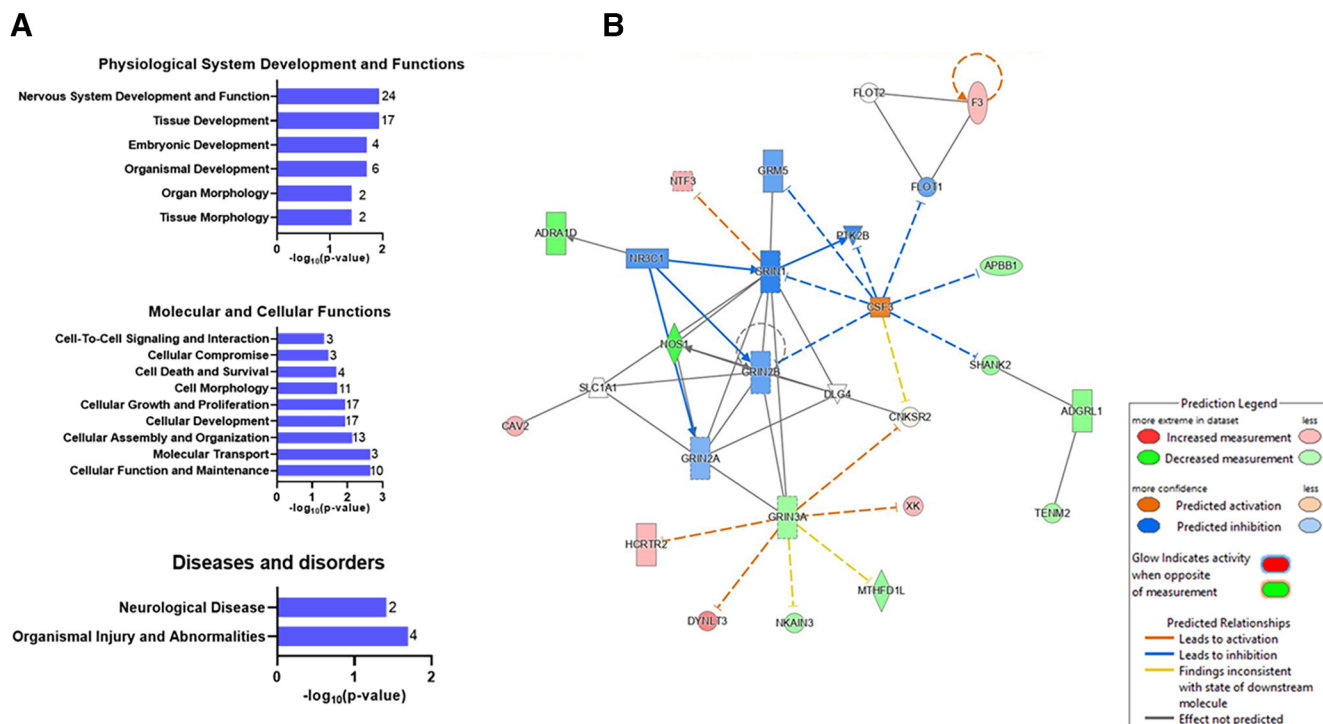 A
B
Physiological System Development and Functions
Nervous System Development and Function 24
Tissue Development 17
Embryonic Development 4
Organismal Development 6
Organ Morphology 2
Tissue Morphology 2
0 1 2
-log10(p-value)
Molecular and Cellular Functions
Cell-To-Cell Signaling and Interaction 3
Cellular Compromise 3
Cell Death and Survival 4
Cell Morphology 11
Cellular Growth and Proliferation 17
Cellular Development 17
Cellular Assembly and Organization 13
Molecular Transport 3
Cellular Function and Maintenance 10
0 1 2 3
-log10(p-value)
Diseases and disorders
Neurological Disease 2
Organismal Injury and Abnormalities 4
0 1 2
-log10(p-value)
FLOT2
F3
GRM5
NTF3
FLOT1
ADRA1D
PTK2B
NR3C1
GRIN1
APBB1
CSF3
NOS1
GRIN2B
SHANK2
SLC1A1
DLG4
CNKSR2
ADGRL1
CAV2
GRIN2A
TENM2
GRIN3A
XK
HCRTR2
MTHFD1L
DYNLT3
NKAIN3
Prediction Legend
more extreme in dataset less
Increased measurement
Decreased measurement
more confidence less
Predicted activation
Predicted inhibition
Glow Indicates activity
when opposite
of measurement
Predicted Relationships
Leads to activation
Leads to inhibition
Findings inconsistent
with state of downstream
molecule
Effect not predicted